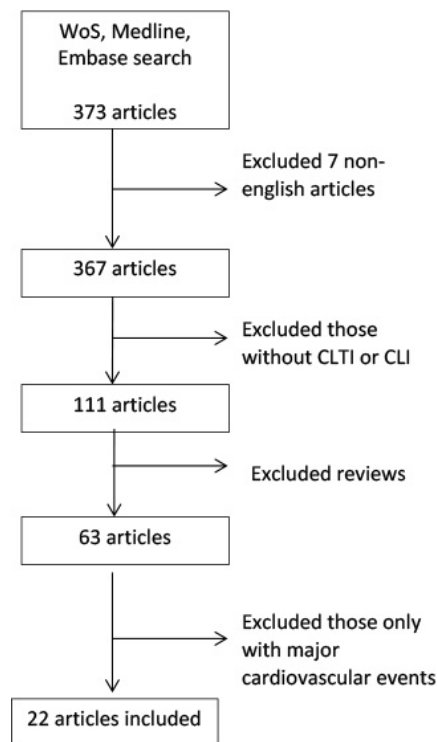 WoS, Medline,
Embase search
373 articles
Excluded 7 non-
english articles
367 articles
Excluded those
without CLTI or CLI
111 articles
Excluded reviews
63 articles
Excluded those only
with major
cardiovascular events
22 articles included